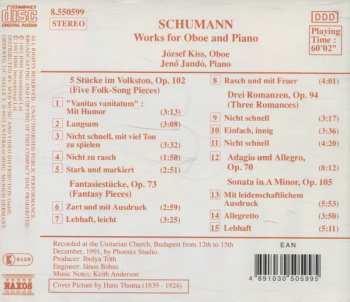 8.550599
STEREO
SCHUMANN
Works for Oboe and Piano
József Kiss, Oboe
Jenő Jandó, Piano
DDD
Playing
Time :
60'02"
5 Stücke im Volkston, Op. 102
(Five Folk-Song Pieces)
1 "Vanitas vanitatum" :
Mit Humor (3:13)
2 Langsam (3:08)
3 Nicht schnell, mit viel Ton
zu spielen (5:32)
4 Nicht zu rasch (1:50)
5 Stark und markiert (2:51)
Fantasiestücke, Op. 73
(Fantasy Pieces)
6 Zart und mit Ausdruck (2:59)
7 Lebhaft, leicht (3:25)
8 Rasch und mit Feuer (4:01)
Drei Romanzen, Op. 94
(Three Romances)
9 Nicht schnell (3:17)
10 Einfach, innig (3:36)
11 Nicht schnell (4:20)
12 Adagio und Allegro,
Op. 70 (8:12)
Sonata in A Minor, Op. 105
13 Mit leidenschaftlichem
Ausdruck (5:53)
14 Allegretto (3:50)
15 Lebhaft (5:11)
Recorded at the Unitarian Church, Budapest from 12th to 15th
December, 1991, by Phoenix Studio.
Producer: Ibolya Tóth
Engineer: János Bohus
Music Notes: Keith Anderson
Cover Picture by Hans Thoma (1839 - 1924)
EAN
4 891030 505995
NAXOS
COMPACT
disc
DIGITAL AUDIO